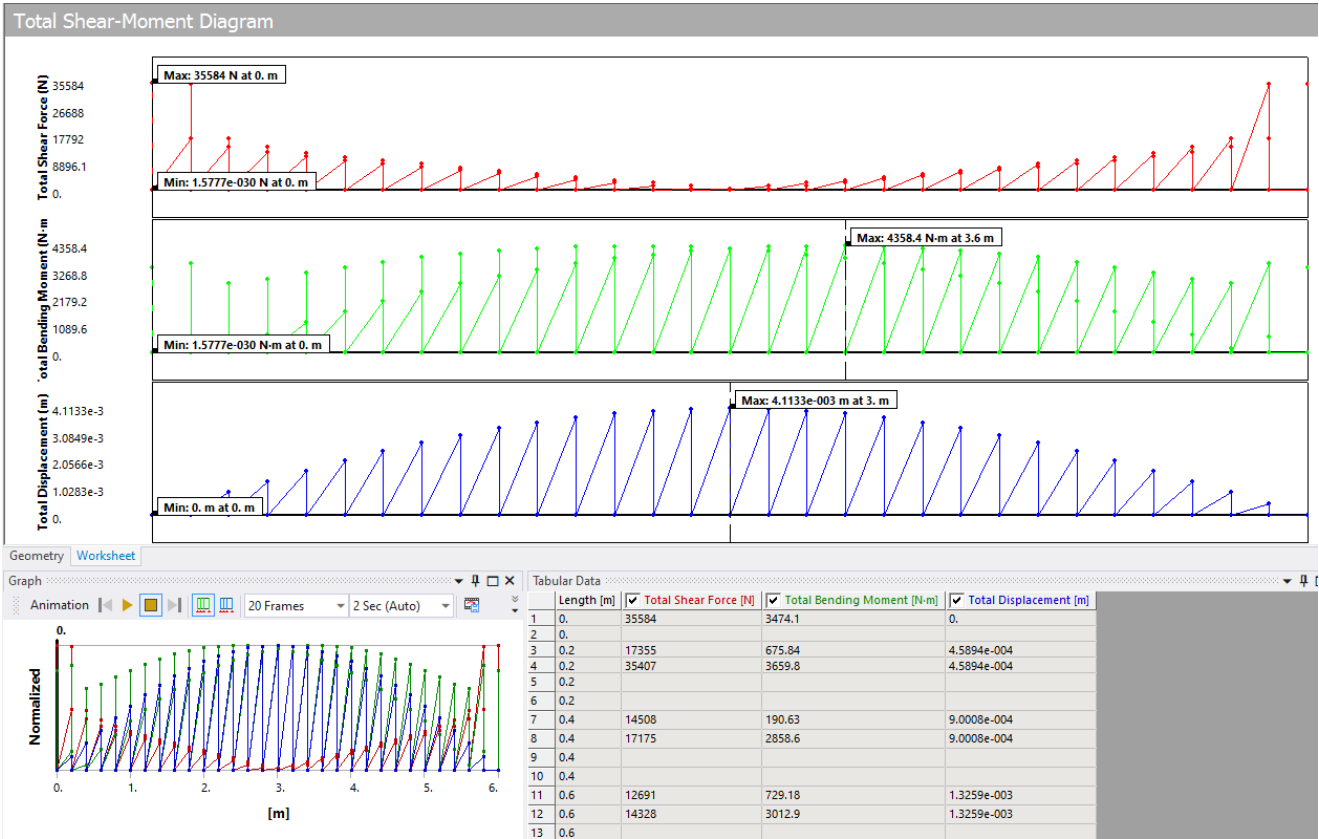 Total Shear-Moment Diagram
Total Shear Force (N)
35584
26688
17792
8896.1
0.
Max: 35584 N at 0. m
Min: 1.5777e-030 N at 0. m
otal Bending Moment (N·m
4358.4
3268.8
2179.2
1089.6
0.
Max: 4358.4 N·m at 3.6 m
Min: 1.5777e-030 N·m at 0. m
Total Displacement (m)
4.1133e-3
3.0849e-3
2.0566e-3
1.0283e-3
0.
Max: 4.1133e-003 m at 3. m
Min: 0. m at 0. m
Geometry Worksheet
Graph
Animation 20 Frames 2 Sec (Auto)
0.
Normalized
0. 1. 2. 3. 4. 5. 6.
[m]
Tabular Data
Length [m] Total Shear Force [N] Total Bending Moment [N·m] Total Displacement [m]
1 0. 35584 3474.1 0.
2 0.
3 0.2 17355 675.84 4.5894e-004
4 0.2 35407 3659.8 4.5894e-004
5 0.2
6 0.2
7 0.4 14508 190.63 9.0008e-004
8 0.4 17175 2858.6 9.0008e-004
9 0.4
10 0.4
11 0.6 12691 729.18 1.3259e-003
12 0.6 14328 3012.9 1.3259e-003
13 0.6